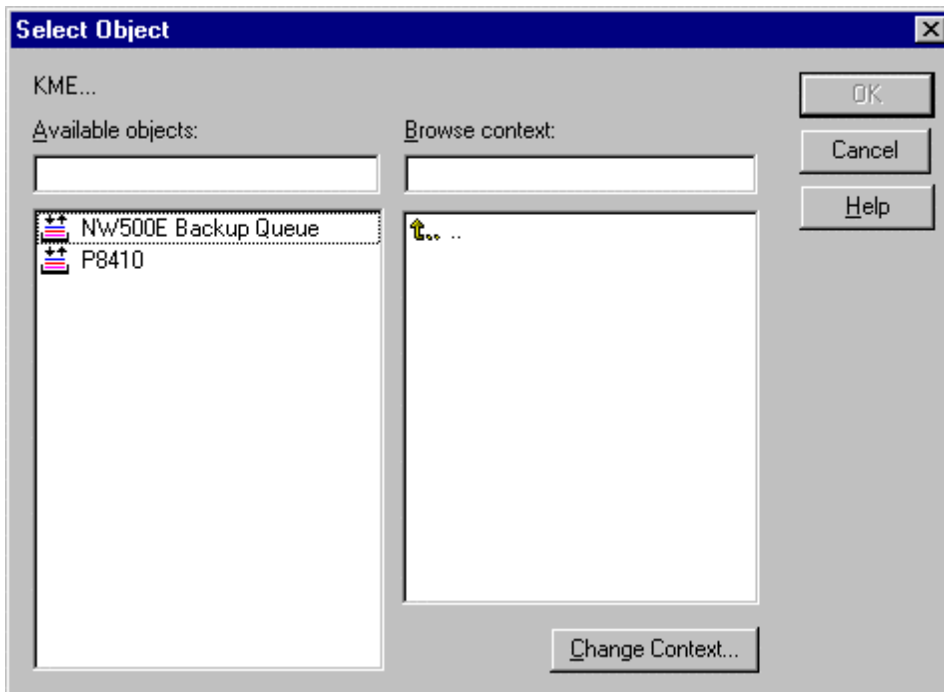 Select Object
KME...
Available objects:
Browse context:
OK
Cancel
Help
NW500E Backup Queue
P8410
..
Change Context...